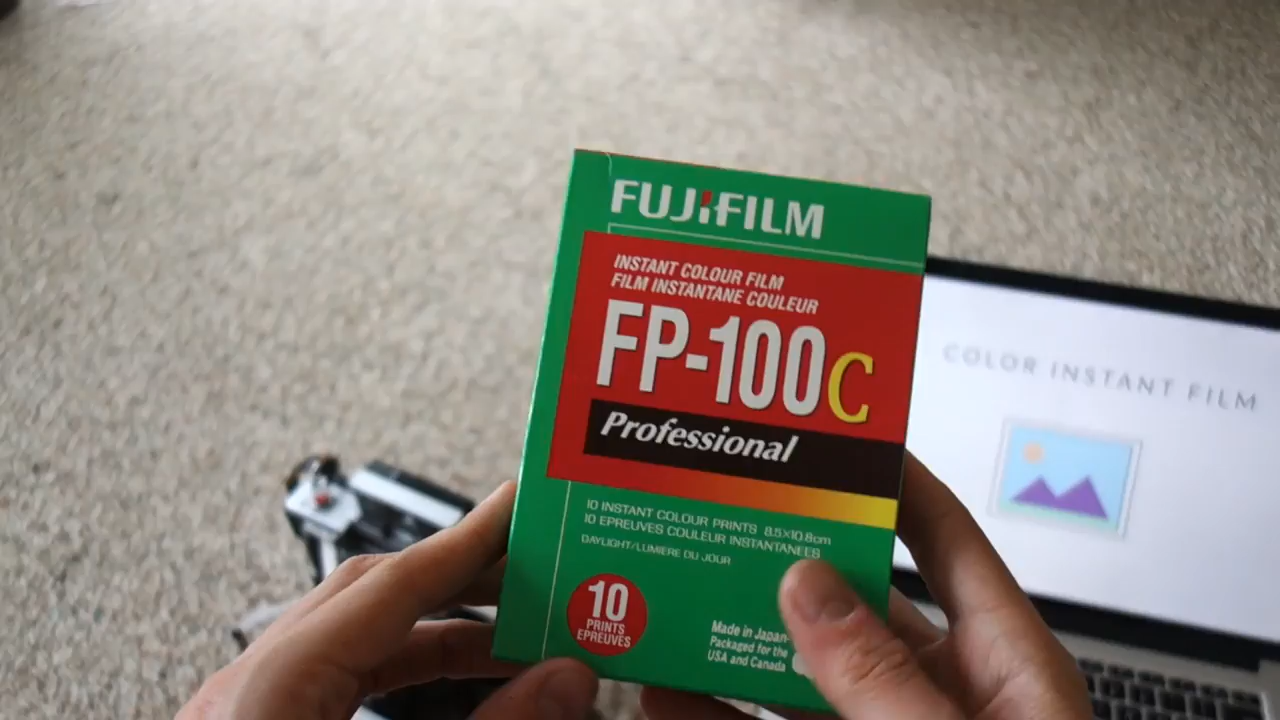 FUJIFILM
INSTANT COLOUR FILM
FILM INSTANTANE COULEUR
FP-100C
Professional
10 INSTANT COLOUR PRINTS 8.5×10.8cm
10 EPREUVES COULEUR INSTANTANEES
DAYLIGHT/LUMIERE DU JOUR
10
PRINTS
EPREUVES
Made in Japan-
Packaged for the
USA and Canada
COLOR INSTANT FILM